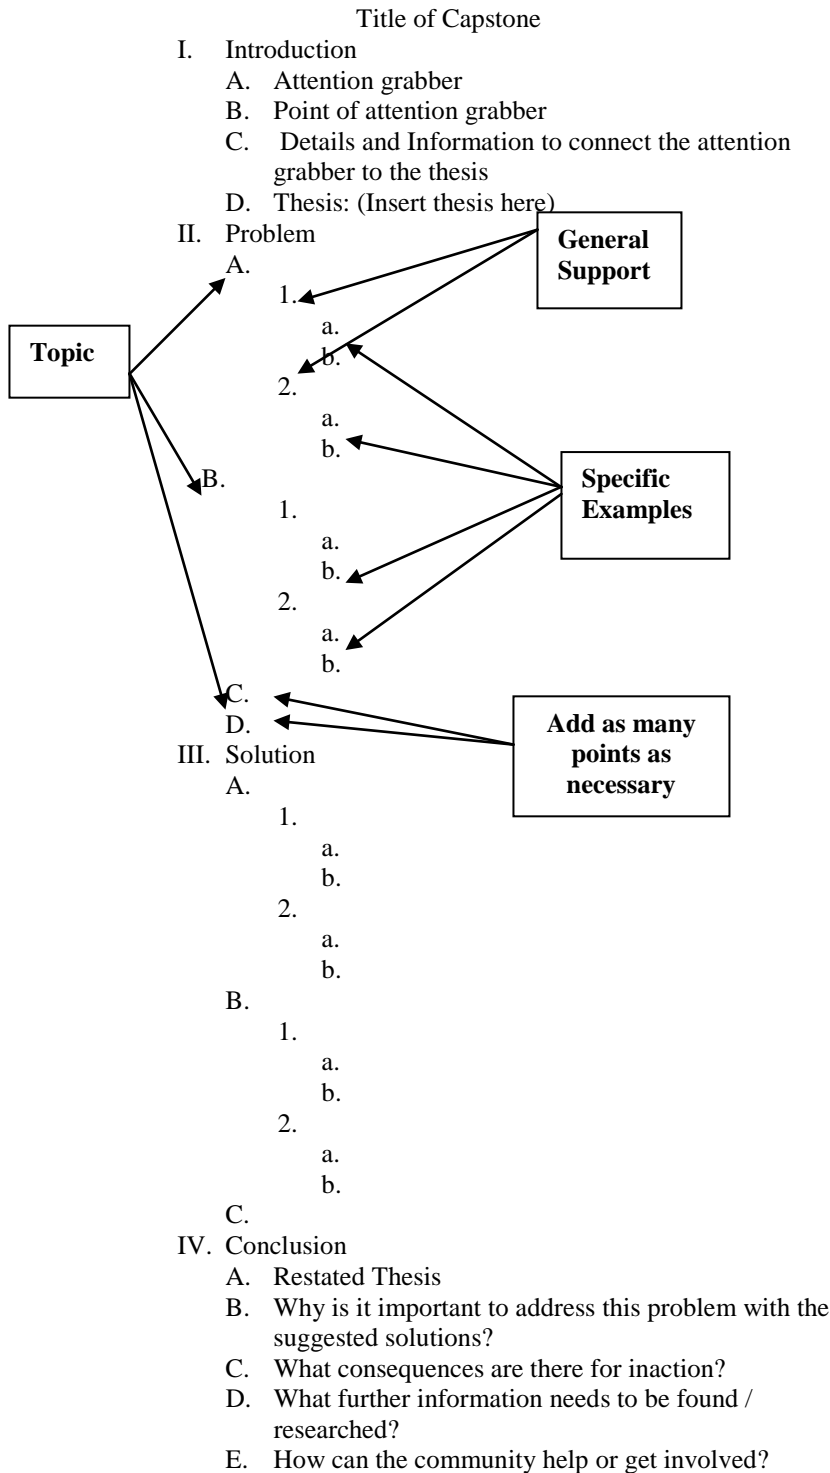 Title of Capstone
I. Introduction
A. Attention grabber
B. Point of attention grabber
C. Details and Information to connect the attention
grabber to the thesis
D. Thesis: (Insert thesis here)
II. Problem
General
Support
A.
1.
a.
Topic
b.
2.
a.
b.
B.
Specific
Examples
1.
a.
b.
2.
a.
b.
C.
D.
Add as many
points as
necessary
III. Solution
A.
1.
a.
b.
2.
a.
b.
B.
1.
a.
b.
2.
a.
b.
C.
IV. Conclusion
A. Restated Thesis
B. Why is it important to address this problem with the
suggested solutions?
C. What consequences are there for inaction?
D. What further information needs to be found /
researched?
E. How can the community help or get involved?